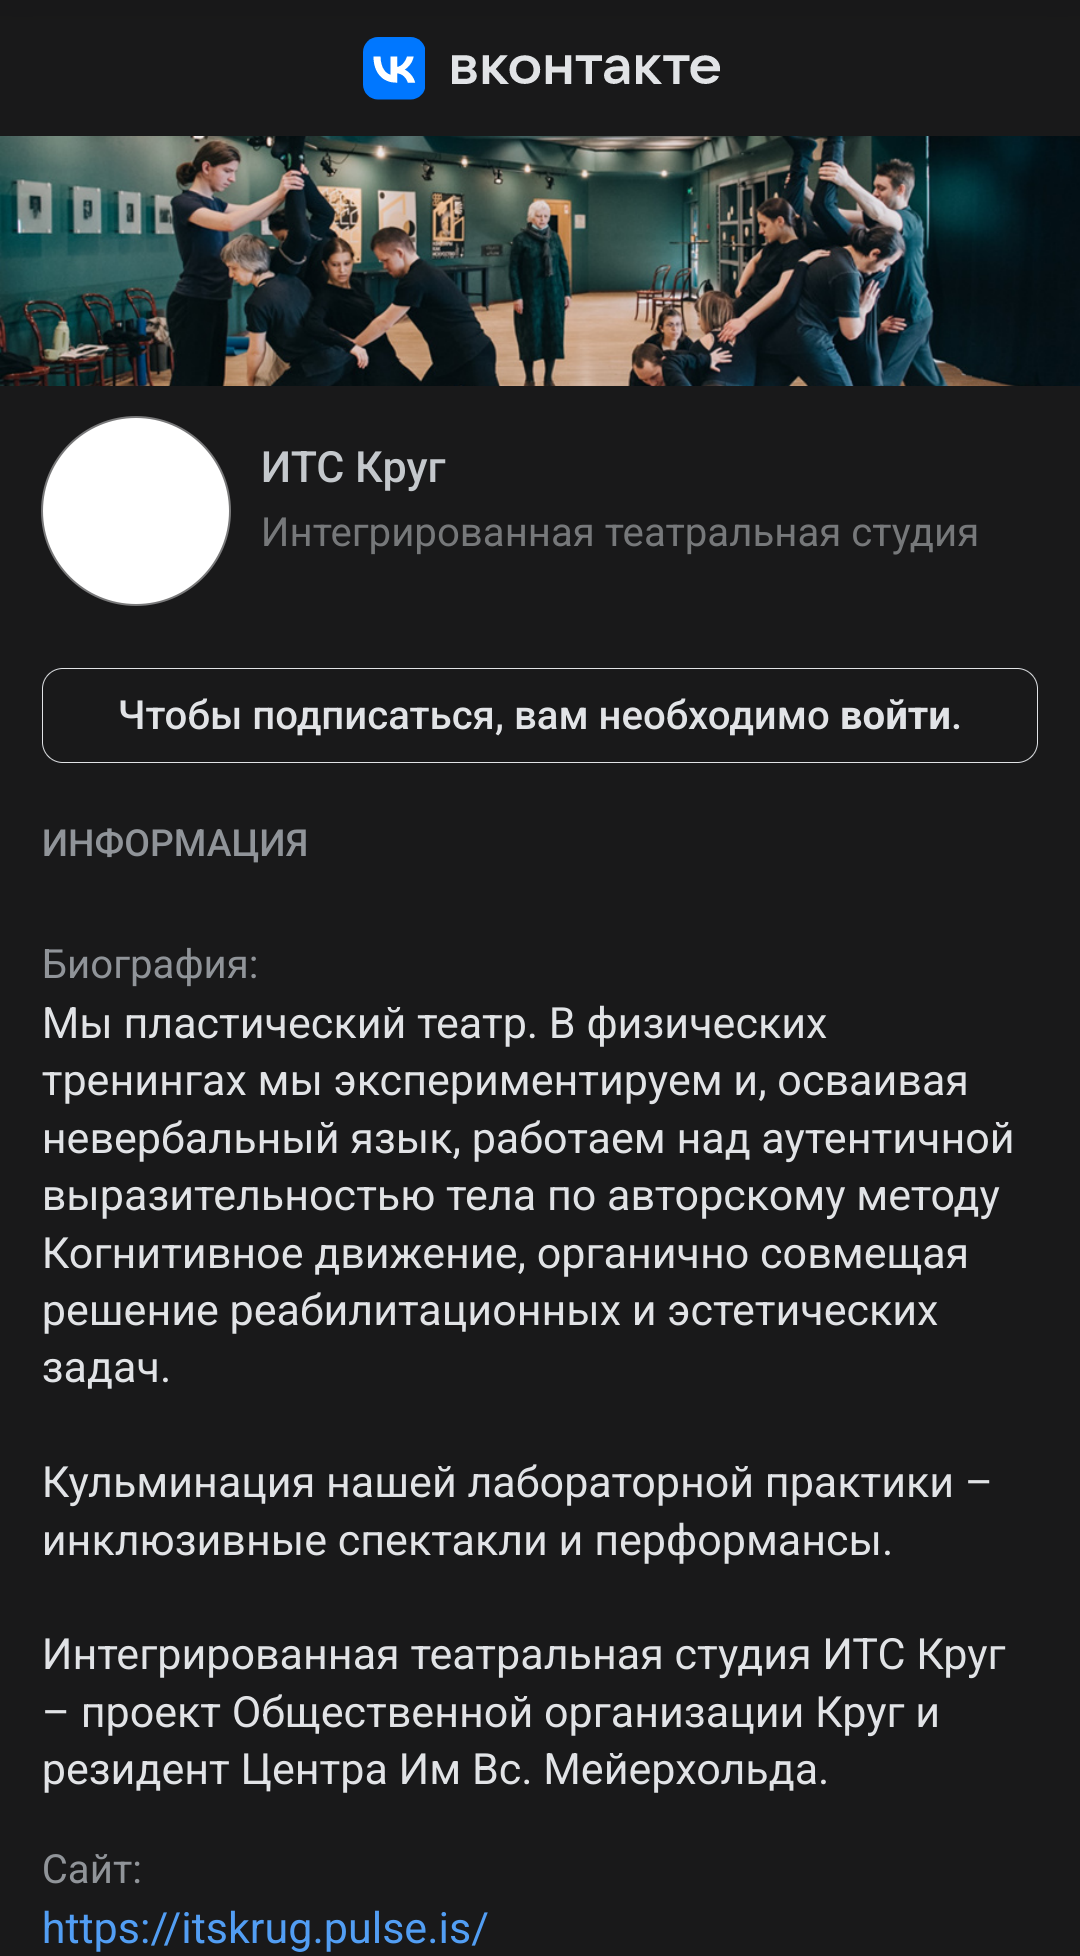 вконтакте
ИТС Круг
Интегрированная театральная студия
Чтобы подписаться, вам необходимо войти.
ИНФОРМАЦИЯ
Биография:
Мы пластический театр. В физических
тренингах мы экспериментируем и, осваивая
невербальный язык, работаем над аутентичной
выразительностью тела по авторскому методу
Когнитивное движение, органично совмещая
решение реабилитационных и эстетических
задач.
Кульминация нашей лабораторной практики –
инклюзивные спектакли и перформансы.
Интегрированная театральная студия ИТС Круг
– проект Общественной организации Круг и
резидент Центра Им Вс. Мейерхольда.
Сайт:
https://itskrug.pulse.is/